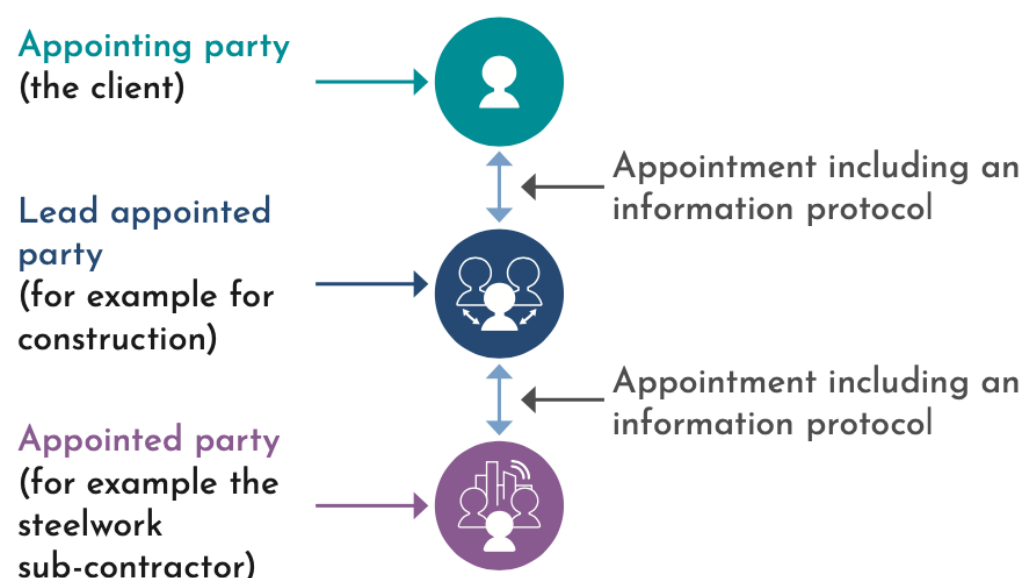 Appointing party
(the client)
Appointment including an
information protocol
Lead appointed
party
(for example for
construction)
Appointment including an
information protocol
Appointed party
(for example the
steelwork
sub-contractor)